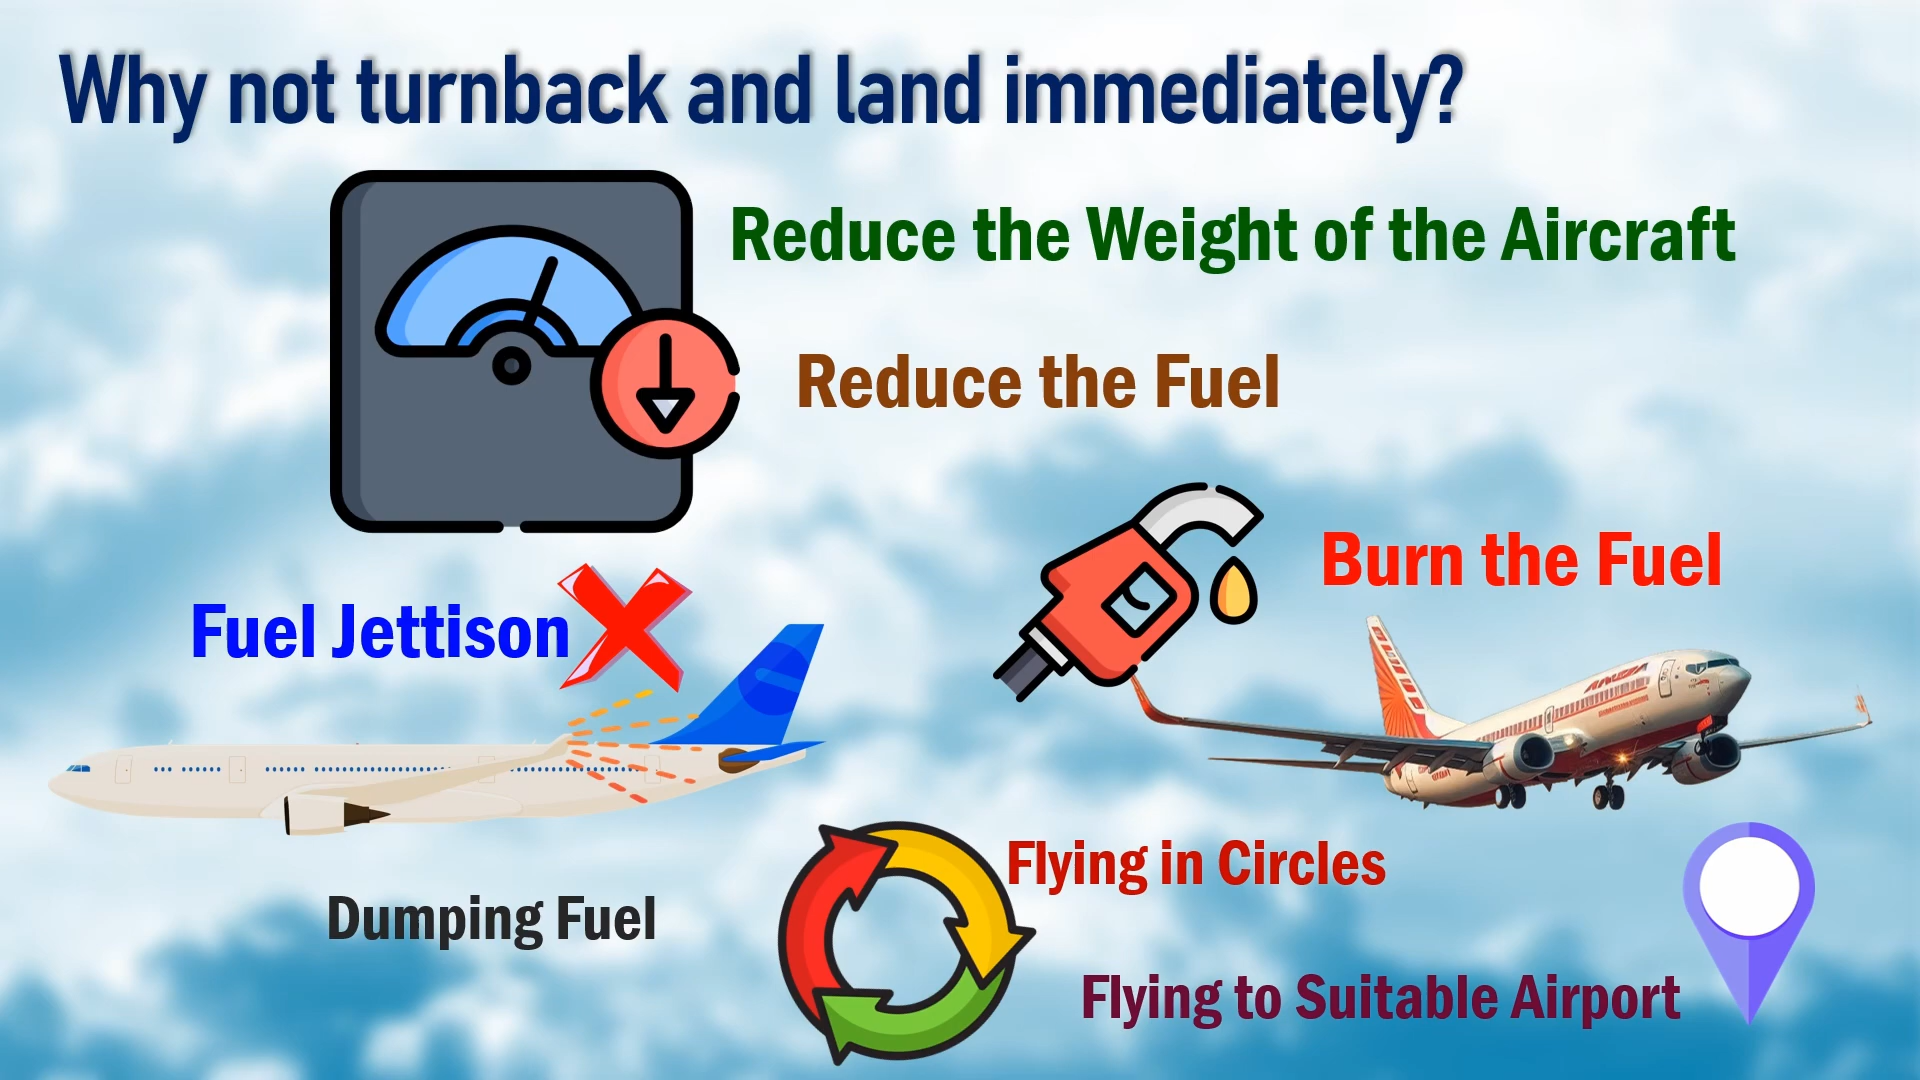 Why not turnback and land immediately?
Reduce the Weight of the Aircraft
Reduce the Fuel
Burn the Fuel
Fuel Jettison
Flying in Circles
Dumping Fuel
Flying to Suitable Airport